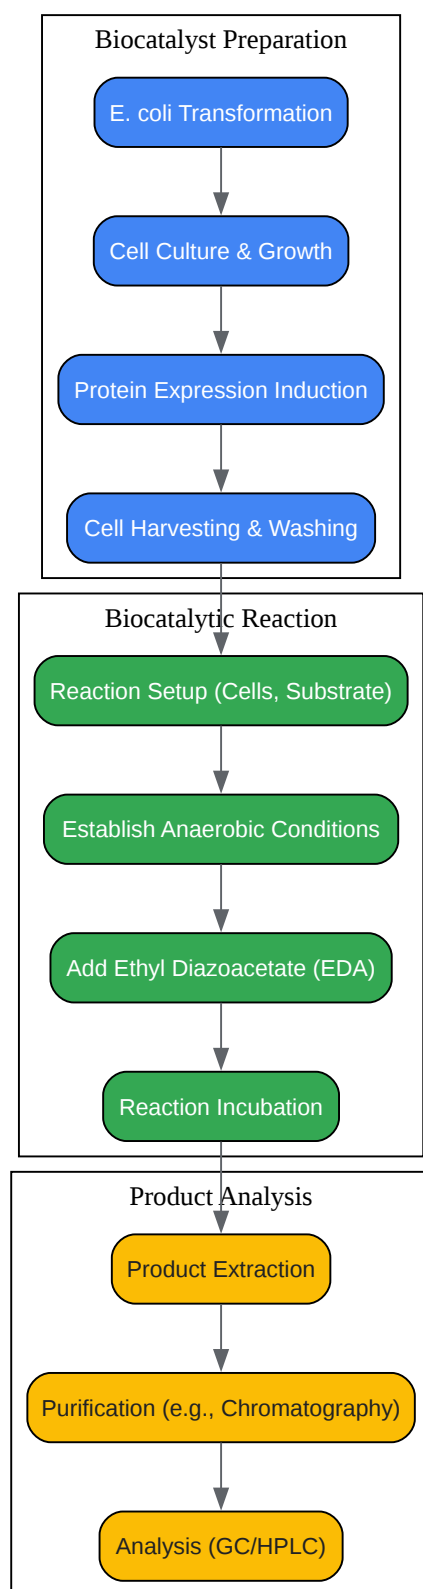 Biocatalyst Preparation
E. coli Transformation
Cell Culture & Growth
Protein Expression Induction
Cell Harvesting & Washing
Biocatalytic Reaction
Reaction Setup (Cells, Substrate)
Establish Anaerobic Conditions
Add Ethyl Diazoacetate (EDA)
Reaction Incubation
Product Analysis
Product Extraction
Purification (e.g., Chromatography)
Analysis (GC/HPLC)